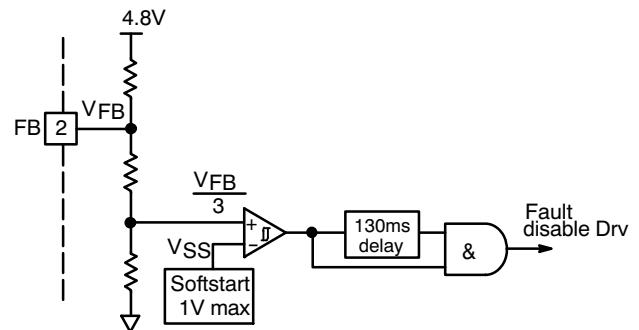 4.8V
VFB
FB 2
VFB
3
+
−
VSS
Softstart
1V max
130ms
delay
&
Fault
disable Drv